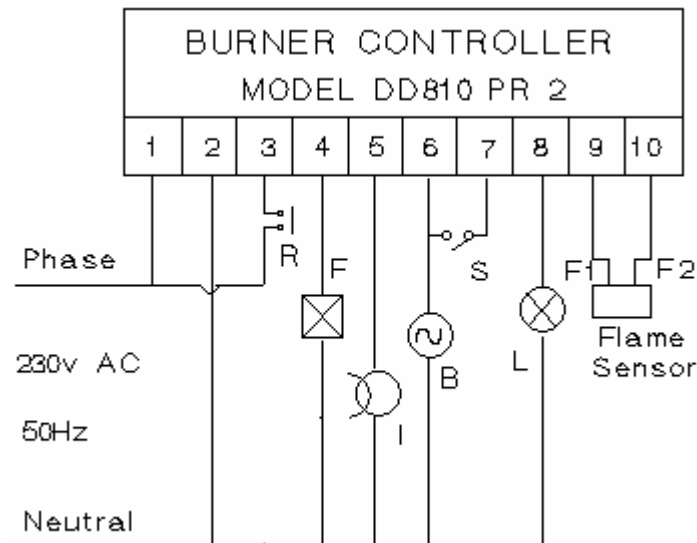 BURNER CONTROLLER
MODEL DD810 PR 2
1 2 3 4 5 6 7 8 9 10
R
F
S
F1
F2
Phase
B
L
Flame
Sensor
230v AC
I
50Hz
Neutral